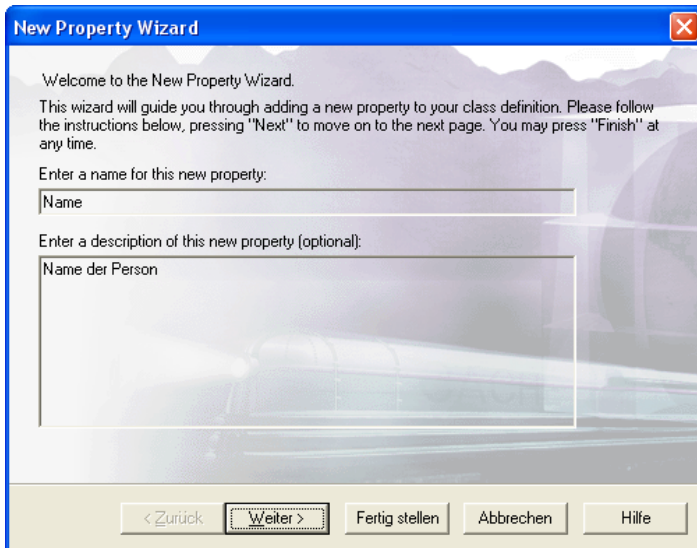 New Property Wizard
Welcome to the New Property Wizard.
This wizard will guide you through adding a new property to your class definition. Please follow
the instructions below, pressing "Next" to move on to the next page. You may press "Finish" at
any time.
Enter a name for this new property:
Name
Enter a description of this new property (optional):
Name der Person
< Zurück
Weiter >
Fertig stellen
Abbrechen
Hilfe